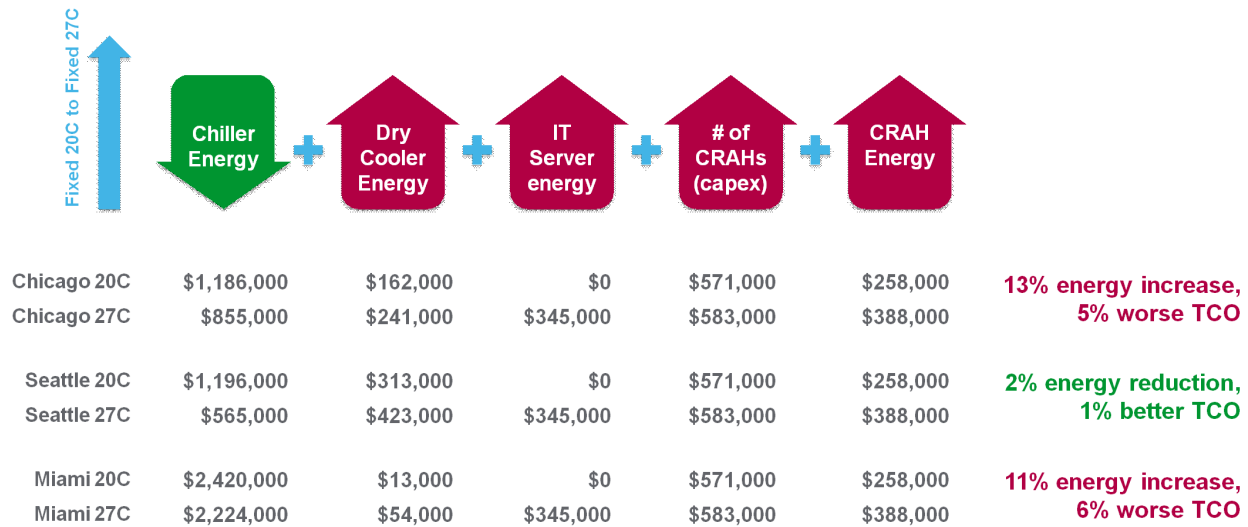 Fixed 20C to Fixed 27C
Chiller
Energy
Dry
Cooler
Energy
IT
Server
energy
# of
CRAHs
(capex)
CRAH
Energy
Chicago 20C $1,186,000 $162,000 $0 $571,000 $258,000
Chicago 27C $855,000 $241,000 $345,000 $583,000 $388,000
13% energy increase,
5% worse TCO
Seattle 20C $1,196,000 $313,000 $0 $571,000 $258,000
Seattle 27C $565,000 $423,000 $345,000 $583,000 $388,000
2% energy reduction,
1% better TCO
Miami 20C $2,420,000 $13,000 $0 $571,000 $258,000
Miami 27C $2,224,000 $54,000 $345,000 $583,000 $388,000
11% energy increase,
6% worse TCO